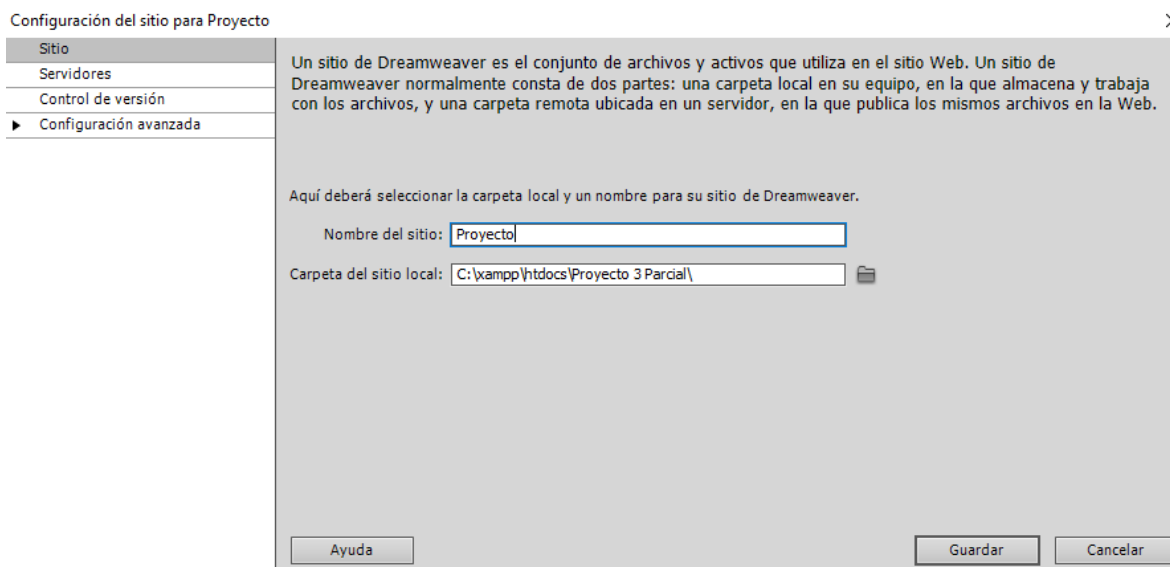 Configuración del sitio para Proyecto
Sitio
Servidores
Control de versión
Configuración avanzada
Un sitio de Dreamweaver es el conjunto de archivos y activos que utiliza en el sitio Web. Un sitio de
Dreamweaver normalmente consta de dos partes: una carpeta local en su equipo, en la que almacena y trabaja
con los archivos, y una carpeta remota ubicada en un servidor, en la que publica los mismos archivos en la Web.
Aquí deberá seleccionar la carpeta local y un nombre para su sitio de Dreamweaver.
Nombre del sitio: Proyecto
Carpeta del sitio local: C:\xampp\htdocs\Proyecto 3 Parcial\
Ayuda Guardar Cancelar